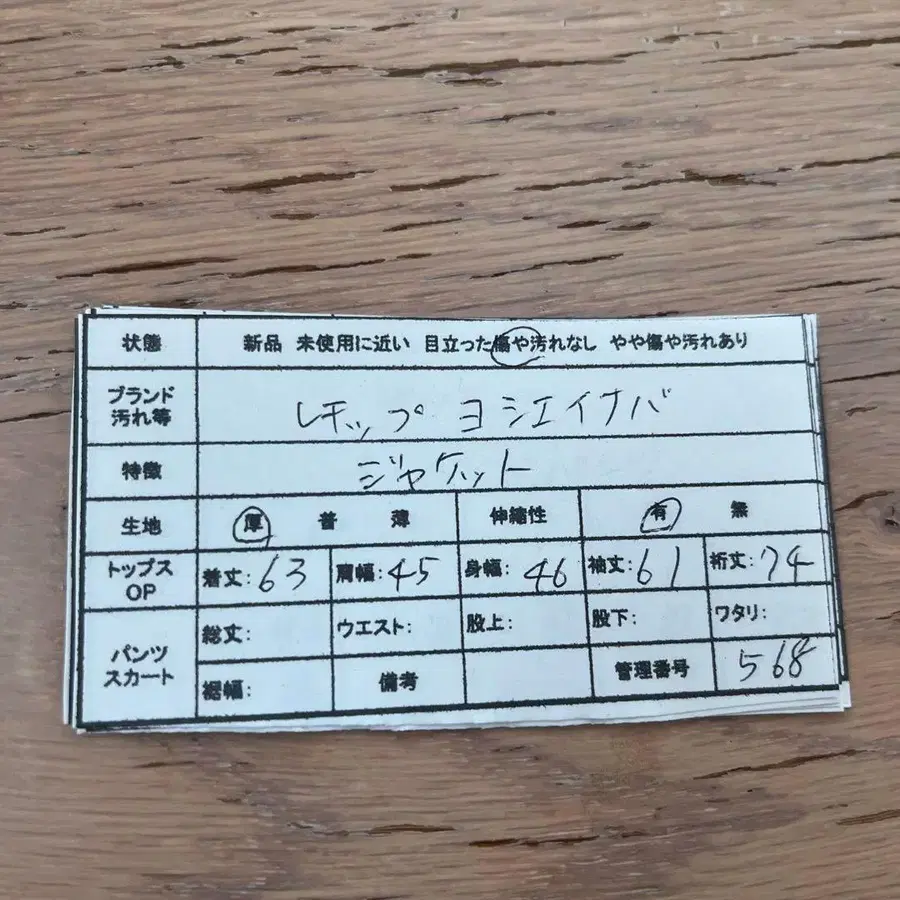 状態 新品 未使用に近い 目立った傷や汚れなし やや傷や汚れあり
ブランド
汚れ等
レチップ ヨシエイナバ
特徴 ジャケット
生地 厚 普 薄 伸縮性 有 無
トップス
OP
着丈:63 肩幅:45 身幅:46 袖丈:61 裄丈:74
パンツ
スカート
総丈: ウエスト: 股上: 股下: ワタリ:
裾幅: 備考 管理番号 568